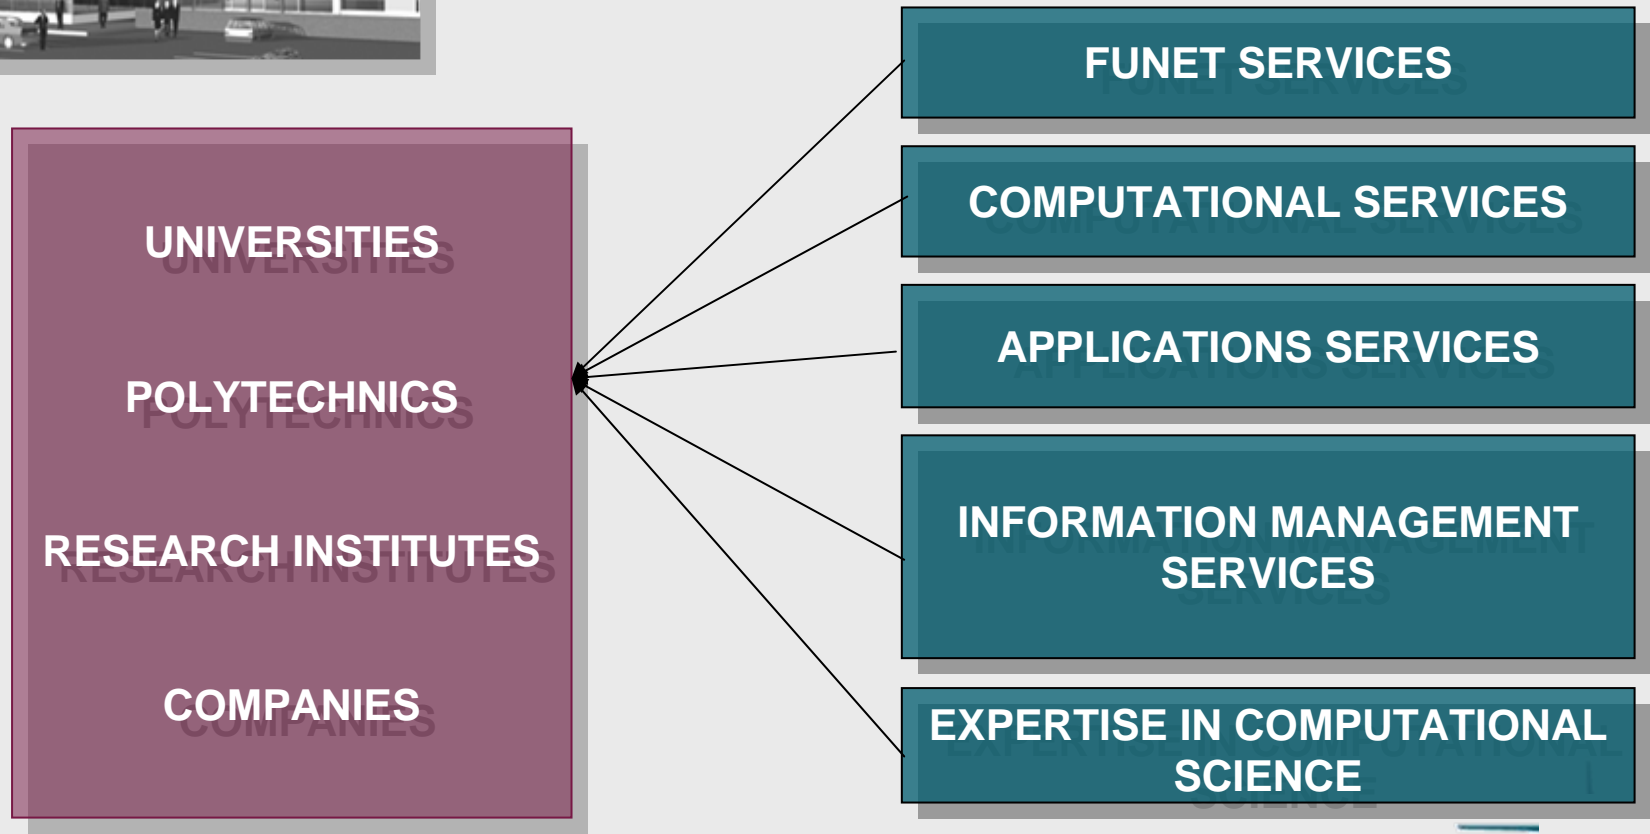 UNIVERSITIES
POLYTECHNICS
RESEARCH INSTITUTES
COMPANIES
FUNET SERVICES
COMPUTATIONAL SERVICES
APPLICATIONS SERVICES
INFORMATION MANAGEMENT
SERVICES
EXPERTISE IN COMPUTATIONAL
SCIENCE